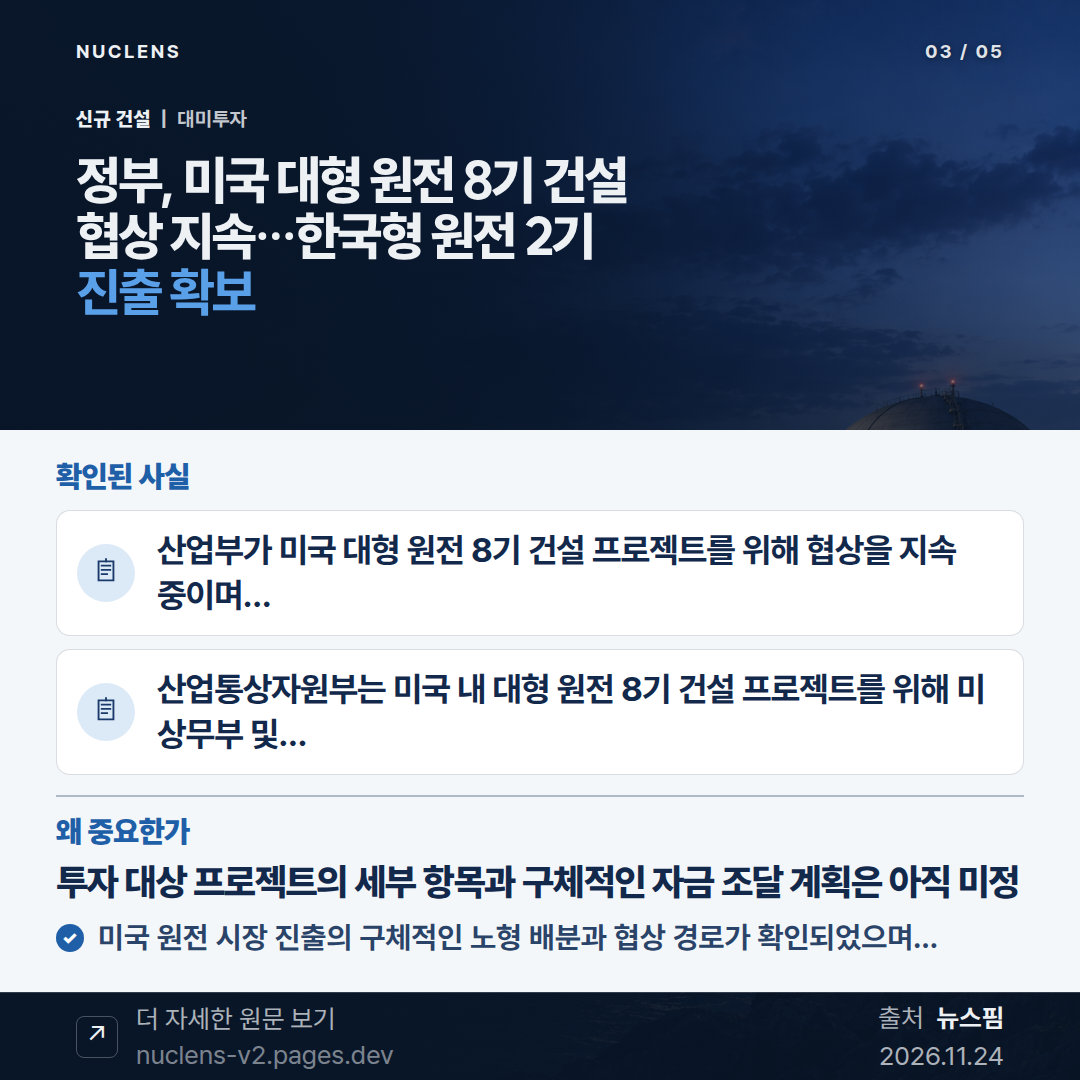 NUCLENS
03 / 05
신규 건설 | 대미투자
정부, 미국 대형 원전 8기 건설
협상 지속…한국형 원전 2기
진출 확보
확인된 사실
산업부가 미국 대형 원전 8기 건설 프로젝트를 위해 협상을 지속
중이며...
산업통상자원부는 미국 내 대형 원전 8기 건설 프로젝트를 위해 미
상무부 및...
왜 중요한가
투자 대상 프로젝트의 세부 항목과 구체적인 자금 조달 계획은 아직 미정
미국 원전 시장 진출의 구체적인 노형 배분과 협상 경로가 확인되었으며...
더 자세한 원문 보기
nuclens-v2.pages.dev
출처 뉴스핌
2026.11.24